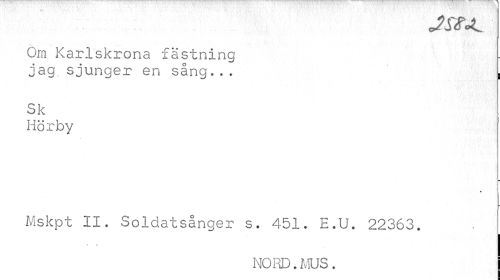 2582
Om Karlskrona fästning
jag sjunger en sång...
Sk
Hörby
Mskpt II. Soldatsånger s. 451. E.U. 22363.
NORD.MUS.